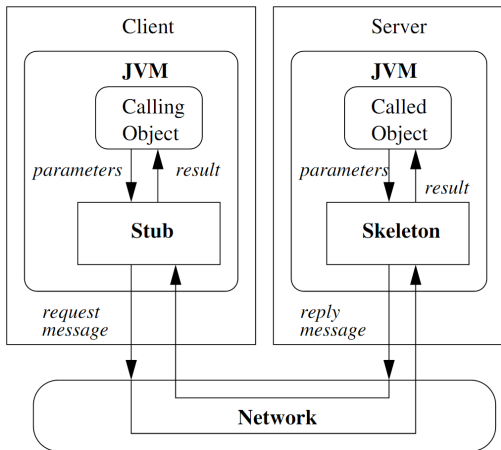 Client
JVM
Calling
Object
parameters
result
Stub
request
message
Server
JVM
Called
Object
parameters
result
Skeleton
reply
message
Network